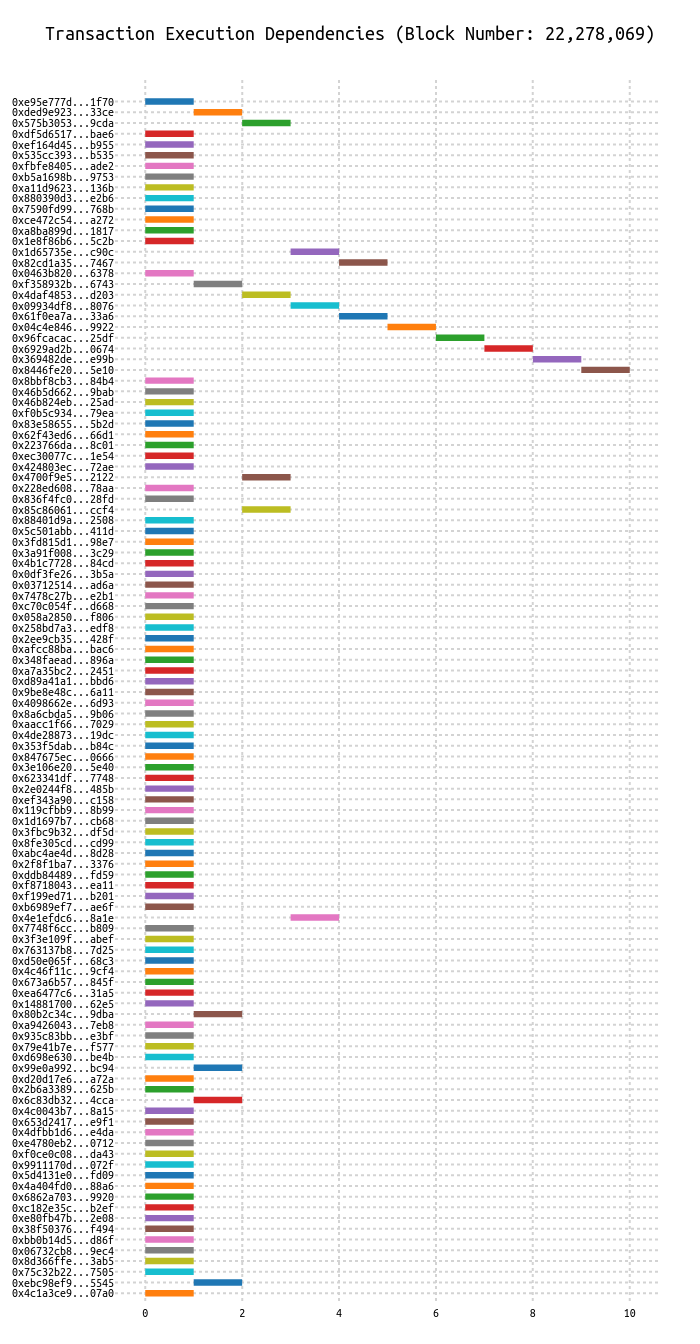 Transaction Execution Dependencies (Block Number: 22,278,069)
0xe95e777d...1f70
0xded9e923...33ce
0x575b3053...9cda
0xdf5d6517...bae6
0xef164d45...b955
0x535cc393...b535
0xfbfe8405...ade2
0xb5a1698b...9753
0xa11d9623...136b
0x880390d3...e2b6
0x7590fd99...768b
0xce472c54...a272
0xa8ba899d...1817
0x1e8f86b6...5c2b
0x1d65735e...c90c
0x82cd1a35...7467
0x0463b820...6378
0xf358932b...6743
0x4daf4853...d203
0x09934df8...8076
0x61f0ea7a...33a6
0x04c4e846...9922
0x96fcacac...25df
0x6929ad2b...0674
0x369482de...e99b
0x8446fe20...5e10
0x8bbf8cb3...84b4
0x46b5d662...9bab
0x46b824eb...25ad
0xf0b5c934...79ea
0x83e58655...5b2d
0x62f43ed6...66d1
0x223766da...8c01
0xec30077c...1e54
0x424803ec...72ae
0x4700f9e5...2122
0x228ed608...78aa
0x836f4fc0...28fd
0x85c86061...ccf4
0x88401d9a...2508
0x5c501abb...411d
0x3fd815d1...98e7
0x3a91f008...3c29
0x4b1c7728...84cd
0x0df3fe26...3b5a
0x03712514...ad6a
0x7478c27b...e2b1
0xc70c054f...d668
0x058a2850...f806
0x258bd7a3...edf8
0x2ee9cb35...428f
0xafcc88ba...bac6
0x348faead...896a
0xa7a35bc2...2451
0xd89a41a1...bbd6
0x9be8e48c...6a11
0x4098662e...6d93
0x8a6cbda5...9b06
0xaacc1f66...7029
0x4de28873...19dc
0x353f5dab...b84c
0x847675ec...0666
0x3e106e20...5e40
0x623341df...7748
0x2e0244f8...485b
0xef343a90...c158
0x119cfbb9...8b99
0x1d1697b7...cb68
0x3fbc9b32...df5d
0x8fe305cd...cd99
0xabc4ae4d...8d28
0x2f8f1ba7...3376
0xddb84489...fd59
0xf8718043...ea11
0xf199ed71...b201
0xb6989ef7...ae6f
0x4e1efdc6...8a1e
0x7748f6cc...b809
0x3f3e109f...abef
0x763137b8...7d25
0xd50e065f...68c3
0x4c46f11c...9cf4
0x673a6b57...845f
0xea6477c6...31a5
0x14881700...62e5
0x80b2c34c...9dba
0xa9426043...7eb8
0x935c83bb...e3bf
0x79e41b7e...f577
0xd698e630...be4b
0x99e0a992...bc94
0xd20d17e6...a72a
0x2b6a3389...625b
0x6c83db32...4cca
0x4c0043b7...8a15
0x653d2417...e9f1
0x4dfbb1d6...e4da
0xe4780eb2...0712
0xf0ce0c08...da43
0x9911170d...072f
0x5d4131e0...fd09
0x4a404fd0...88a6
0x6862a703...9920
0xc182e35c...b2ef
0xe80fb47b...2e08
0x38f50376...f494
0xbb0b14d5...d86f
0x06732cb8...9ec4
0x8d366ffe...3ab5
0x75c32b22...7505
0xebc98ef9...5545
0x4c1a3ce9...07a0
0 2 4 6 8 10